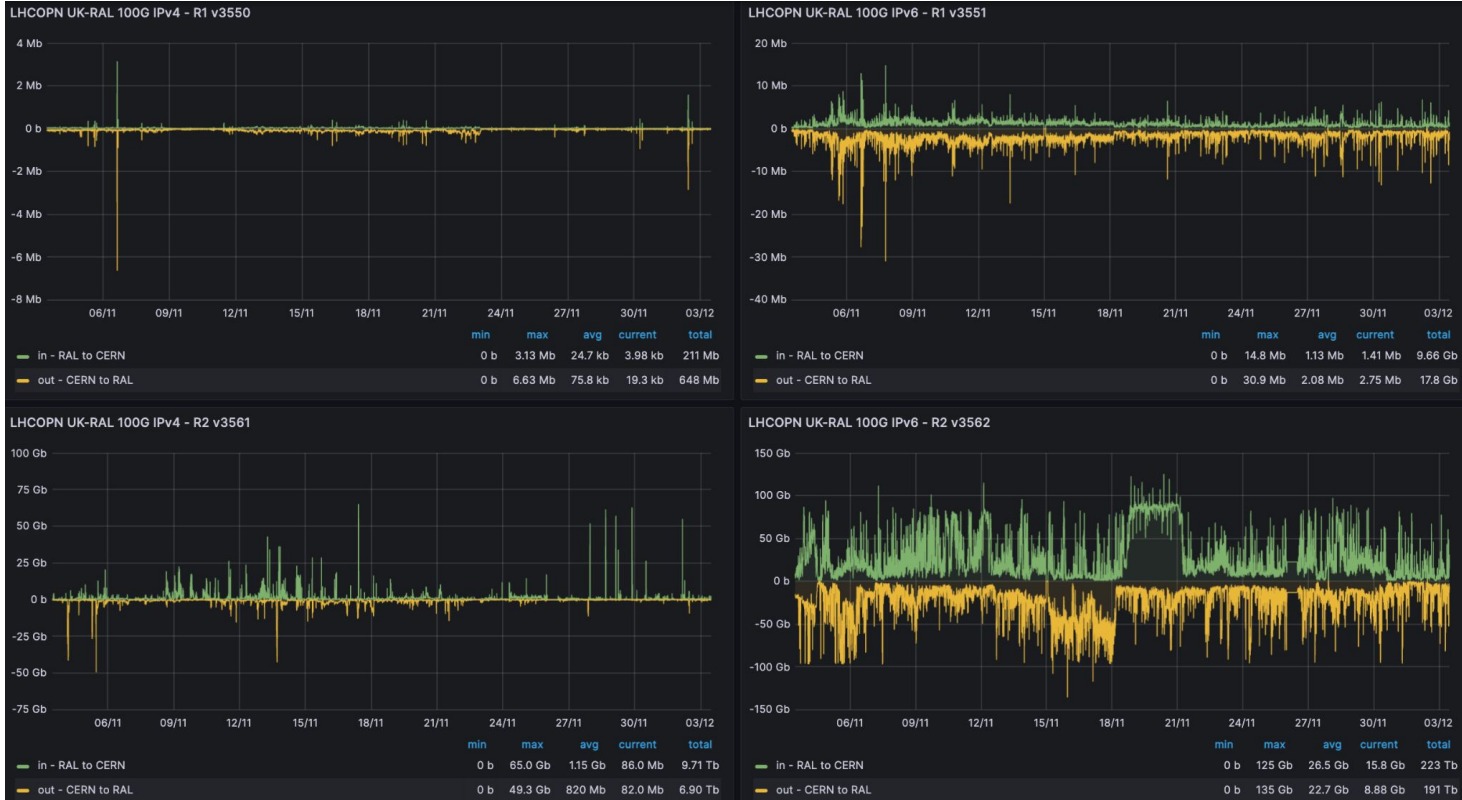 LHCOPN UK-RAL 100G IPv4 - R1 v3550
4 Mb
2 Mb
0 b
-2 Mb
-4 Mb
-6 Mb
-8 Mb
06/11 09/11 12/11 15/11 18/11 21/11 24/11 27/11 30/11 03/12
min max avg current total
in - RAL to CERN 0 b 3.13 Mb 24.7 kb 3.98 kb 211 Mb
out - CERN to RAL 0 b 6.63 Mb 75.8 kb 19.3 kb 648 Mb
LHCOPN UK-RAL 100G IPv6 - R1 v3551
20 Mb
10 Mb
0 b
-10 Mb
-20 Mb
-30 Mb
-40 Mb
06/11 09/11 12/11 15/11 18/11 21/11 24/11 27/11 30/11 03/12
min max avg current total
in - RAL to CERN 0 b 14.8 Mb 1.13 Mb 1.41 Mb 9.66 Gb
out - CERN to RAL 0 b 30.9 Mb 2.08 Mb 2.75 Mb 17.8 Gb
LHCOPN UK-RAL 100G IPv4 - R2 v3561
100 Gb
75 Gb
50 Gb
25 Gb
0 b
-25 Gb
-50 Gb
-75 Gb
06/11 09/11 12/11 15/11 18/11 21/11 24/11 27/11 30/11 03/12
min max avg current total
in - RAL to CERN 0 b 65.0 Gb 1.15 Gb 86.0 Mb 9.71 Tb
out - CERN to RAL 0 b 49.3 Gb 820 Mb 82.0 Mb 6.90 Tb
LHCOPN UK-RAL 100G IPv6 - R2 v3562
150 Gb
100 Gb
50 Gb
0 b
-50 Gb
-100 Gb
-150 Gb
06/11 09/11 12/11 15/11 18/11 21/11 24/11 27/11 30/11 03/12
min max avg current total
in - RAL to CERN 0 b 125 Gb 26.5 Gb 15.8 Gb 223 Tb
out - CERN to RAL 0 b 135 Gb 22.7 Gb 8.88 Gb 191 Tb